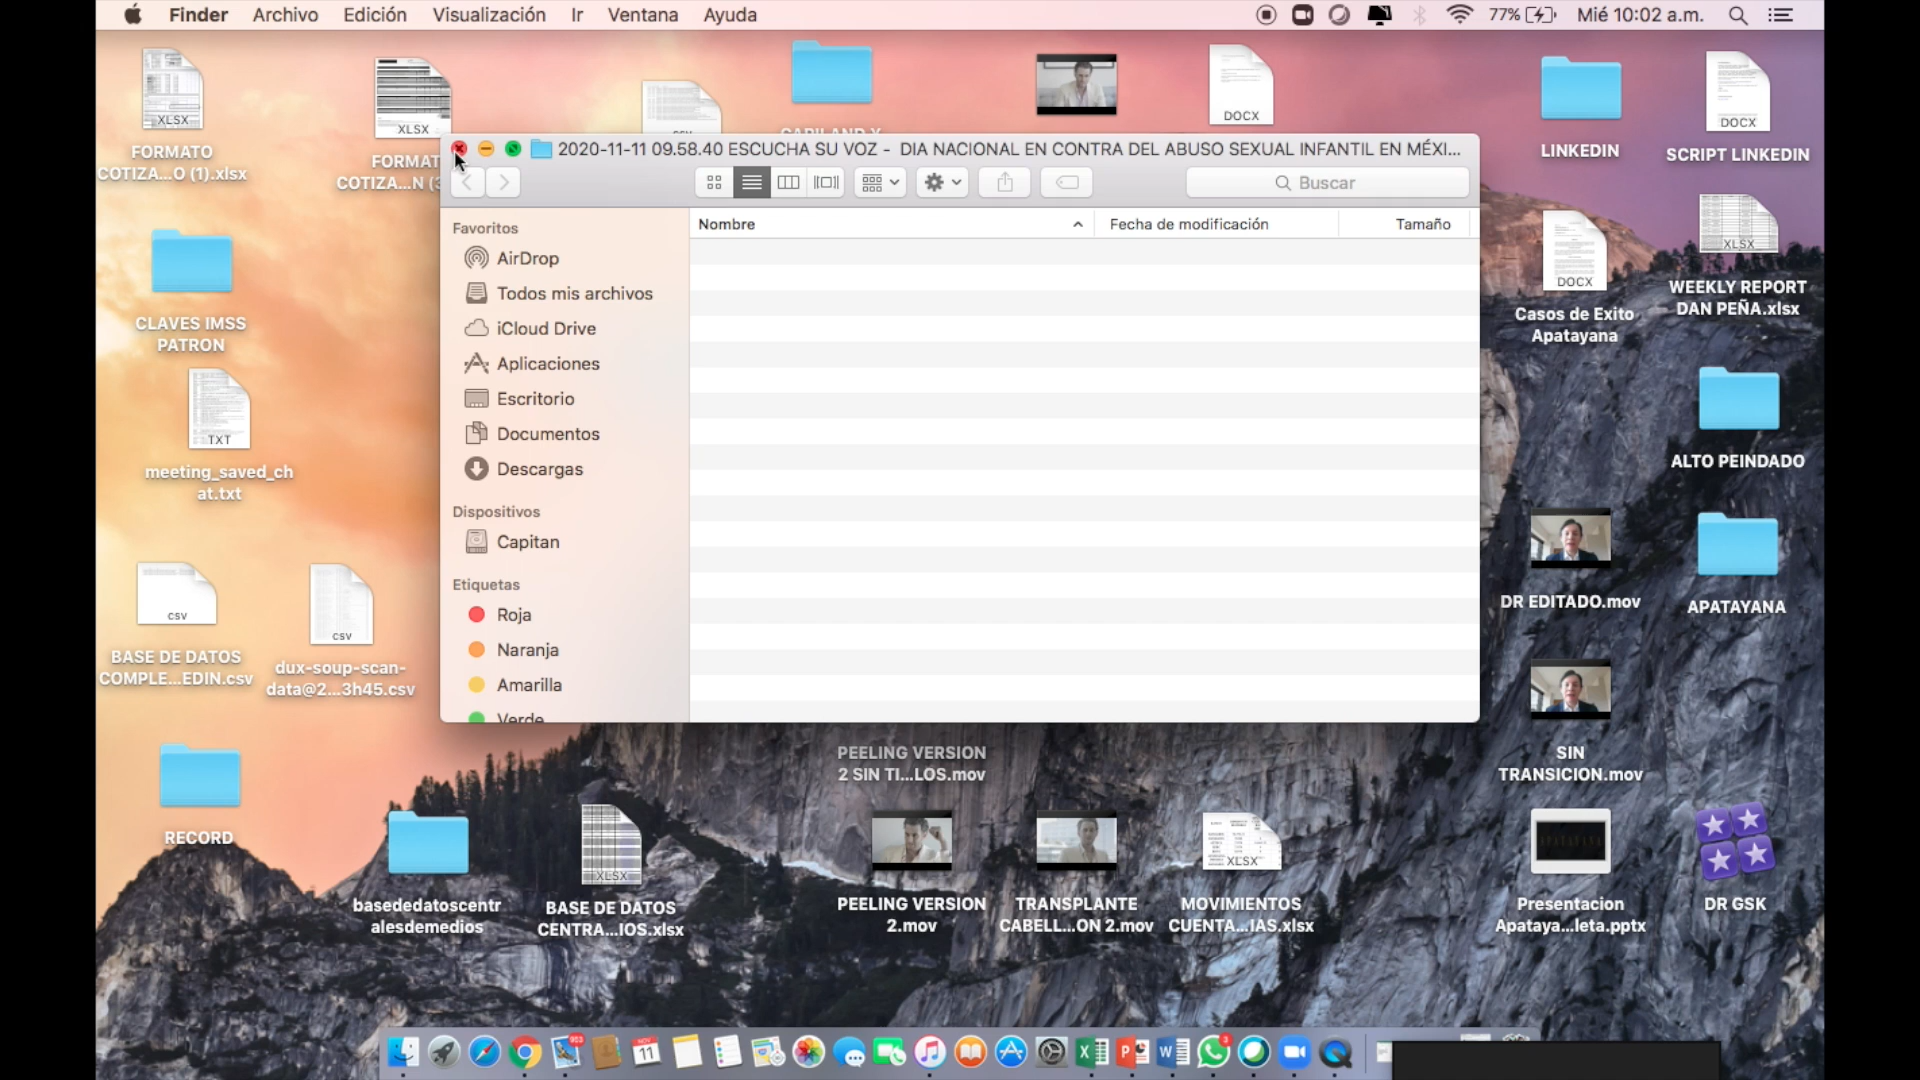 Finder Archivo Edición Visualización Ir Ventana Ayuda 77% Mié 10:02 a.m.
XLSX
FORMATO
COTIZA...O (1).xlsx
XLSX
FORMAT
COTIZA...N (3
DOCX
LINKEDIN
DOCX
SCRIPT LINKEDIN
2020-11-11 09.58.40 ESCUCHA SU VOZ - DIA NACIONAL EN CONTRA DEL ABUSO SEXUAL INFANTIL EN MÉXI...
Buscar
Nombre Fecha de modificación Tamaño
Favoritos
AirDrop
Todos mis archivos
iCloud Drive
Aplicaciones
Escritorio
Documentos
Descargas
Dispositivos
Capitan
Etiquetas
Roja
Naranja
Amarilla
Verde
CLAVES IMSS
PATRON
TXT
meeting_saved_ch
at.txt
CSV
BASE DE DATOS
COMPLE...EDIN.csv
CSV
dux-soup-scan-
data@2...3h45.csv
RECORD
DOCX
Casos de Exito
Apatayana
XLSX
WEEKLY REPORT
DAN PEÑA.xlsx
ALTO PEINDADO
DR EDITADO.mov
APATAYANA
SIN
TRANSICION.mov
PEELING VERSION
2 SIN TI...LOS.mov
basededatoscentr
alesdemedios
XLSX
BASE DE DATOS
CENTRA...IOS.xlsx
PEELING VERSION
2.mov
TRANSPLANTE
CABELL...ON 2.mov
XLSX
MOVIMIENTOS
CUENTA...IAS.xlsx
Presentacion
Apataya...leta.pptx
DR GSK
903
NOV
11
3